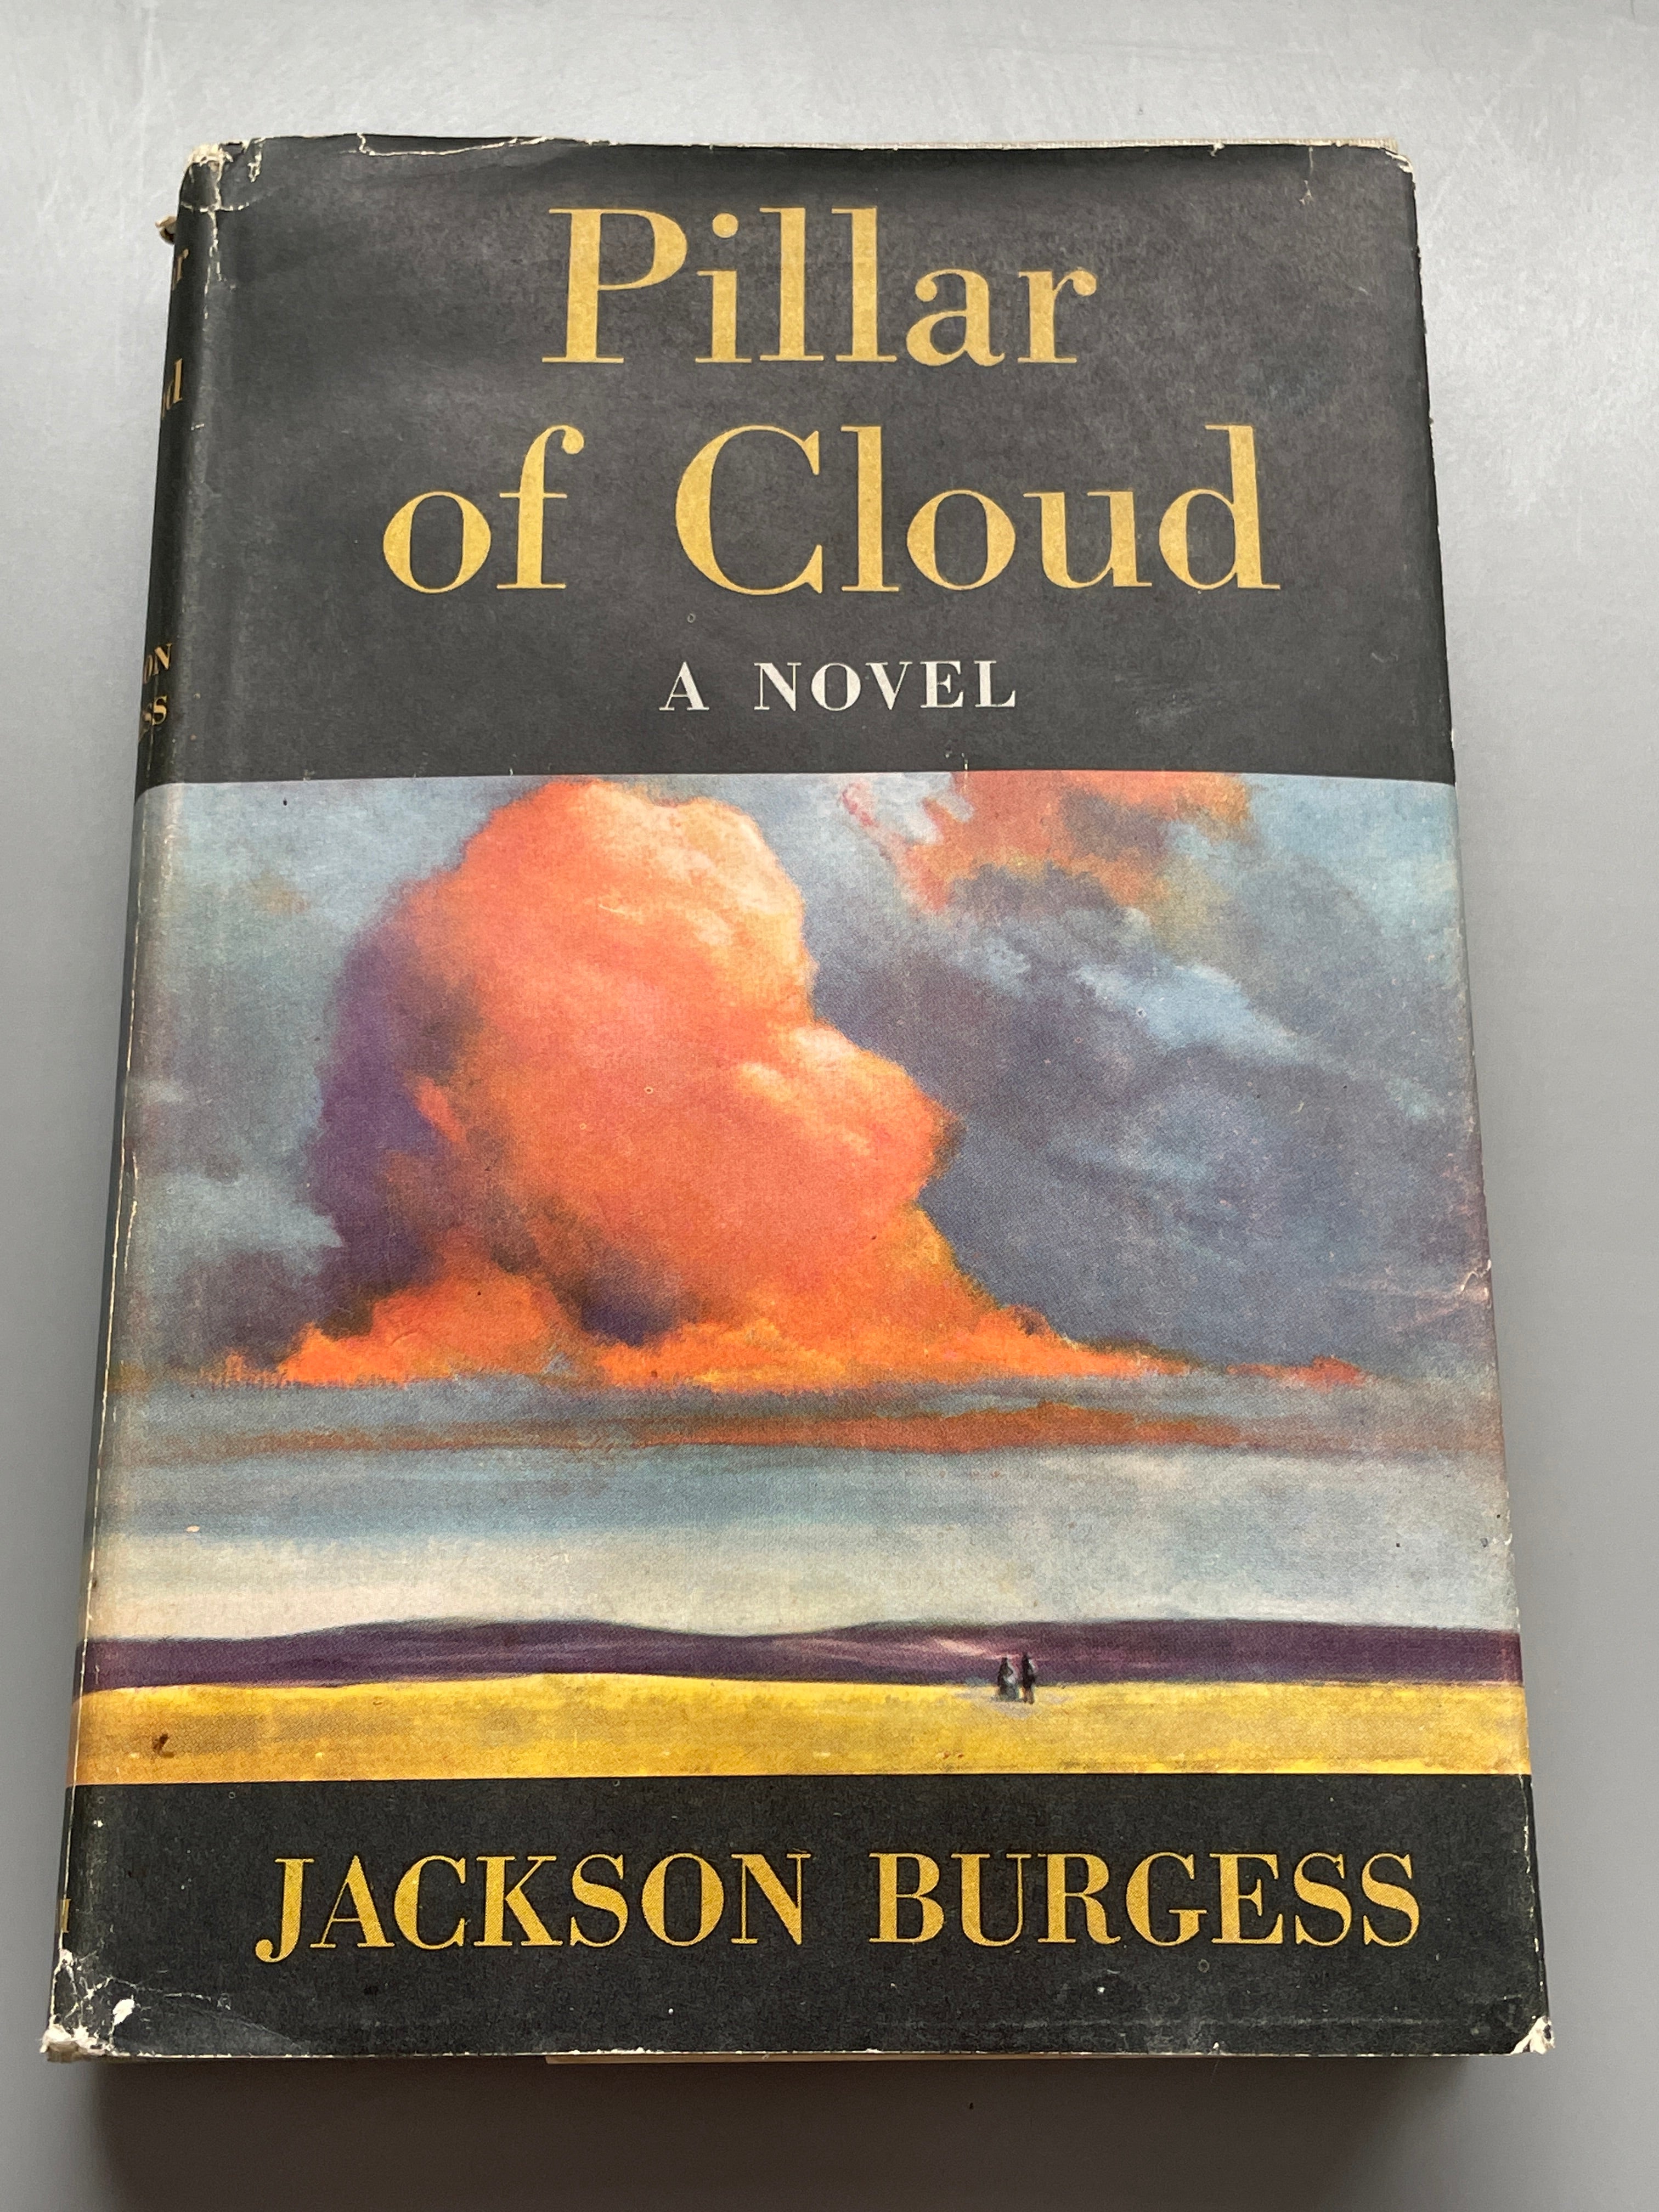 Pillar
of Cloud
A NOVEL
JACKSON BURGESS